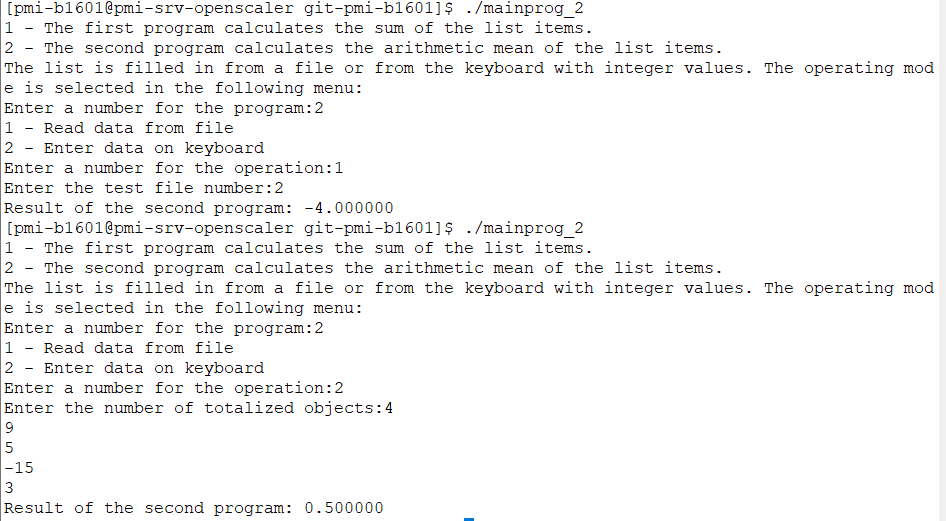 [pmi-b1601@pmi-srv-openscaler git-pmi-b1601]$ ./mainprog_2
1 - The first program calculates the sum of the list items.
2 - The second program calculates the arithmetic mean of the list items.
The list is filled in from a file or from the keyboard with integer values. The operating mod
e is selected in the following menu:
Enter a number for the program:2
1 - Read data from file
2 - Enter data on keyboard
Enter a number for the operation:1
Enter the test file number:2
Result of the second program: -4.000000
[pmi-b1601@pmi-srv-openscaler git-pmi-b1601]$ ./mainprog_2
1 - The first program calculates the sum of the list items.
2 - The second program calculates the arithmetic mean of the list items.
The list is filled in from a file or from the keyboard with integer values. The operating mod
e is selected in the following menu:
Enter a number for the program:2
1 - Read data from file
2 - Enter data on keyboard
Enter a number for the operation:2
Enter the number of totalized objects:4
9
5
-15
3
Result of the second program: 0.500000